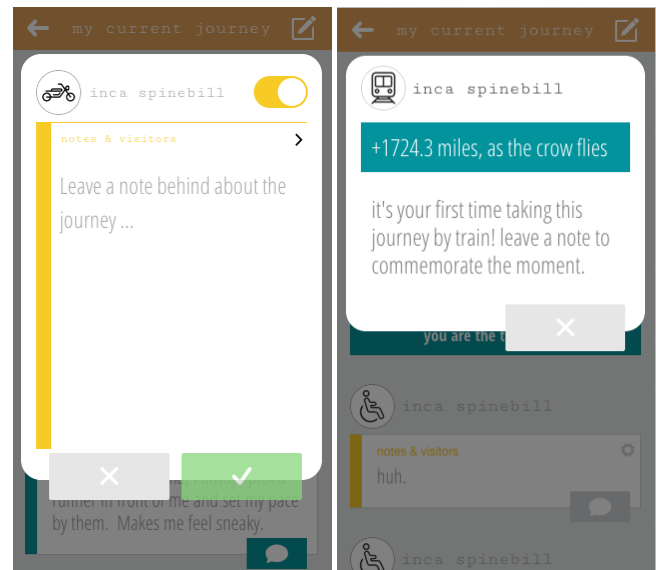 my current journey
inca spinebill
notes & visitors
Leave a note behind about the
journey ...
runner in front of me and set my pace
by them. Makes me feel sneaky.
my current journey
inca spinebill
+1724.3 miles, as the crow flies
it's your first time taking this
journey by train! leave a note to
commemorate the moment.
you are the
inca spinebill
notes & visitors
huh.
inca spinebill